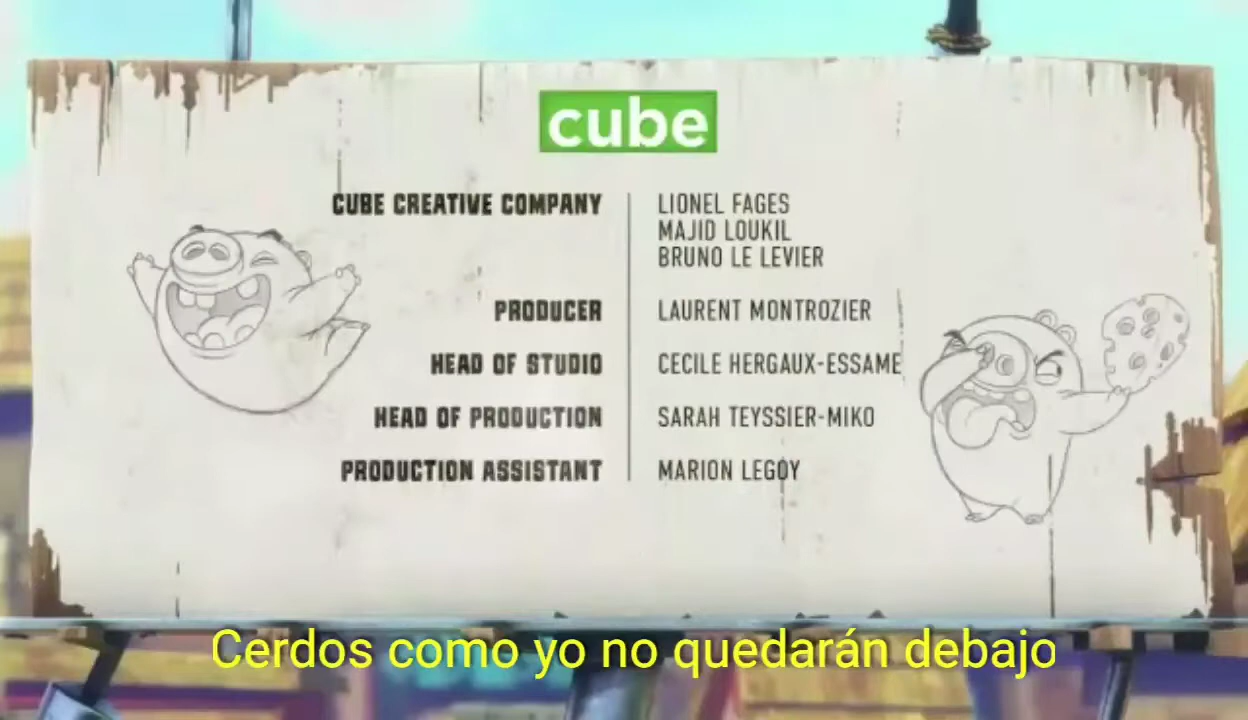 cube
CUBE CREATIVE COMPANY LIONEL FAGES
MAJID LOUKIL
BRUNO LE LEVIER
PRODUCER LAURENT MONTROZIER
HEAD OF STUDIO CECILE HERGAUX-ESSAME
HEAD OF PRODUCTION SARAH TEYSSIER-MIKO
PRODUCTION ASSISTANT MARION LEGOY
Cerdos como yo no quedarán debajo